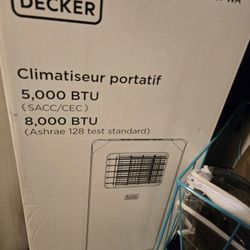 DECKER
Climatiseur portatif
5,000 BTU
(SACC/CEC)
8,000 BTU
(Ashrae 128 test standard)